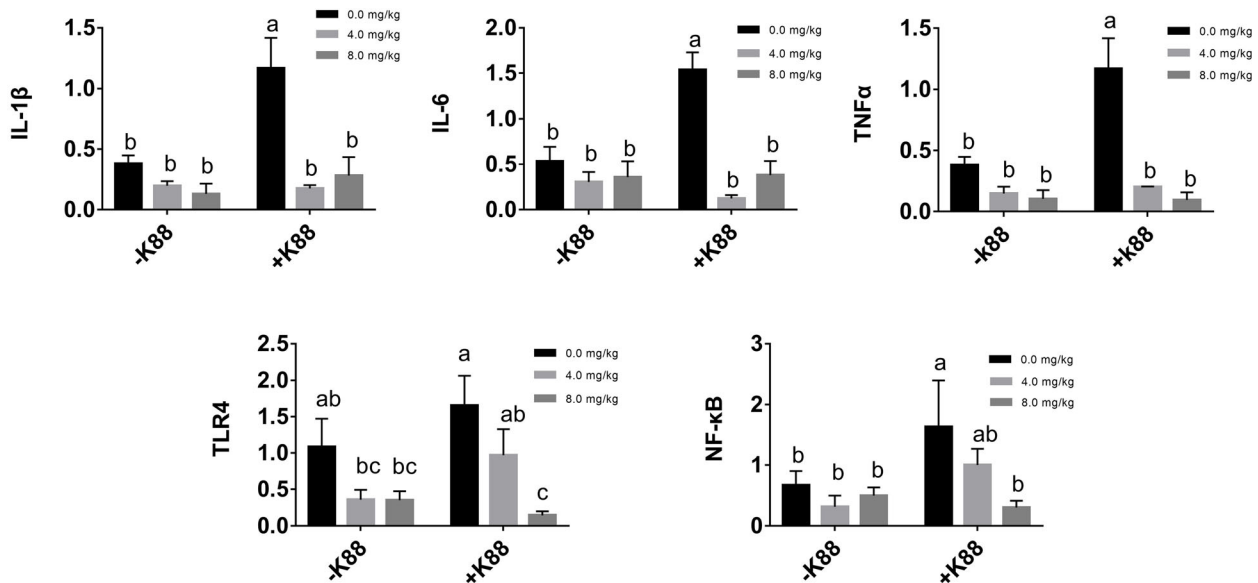 IL-1β
1.5
1.0
0.5
0.0
b
b
b
a
b
b
-K88
+K88
0.0 mg/kg
4.0 mg/kg
8.0 mg/kg
IL-6
2.0
1.5
1.0
0.5
0.0
b
b
b
a
b
b
-K88
+K88
0.0 mg/kg
4.0 mg/kg
8.0 mg/kg
TNFα
1.5
1.0
0.5
0.0
b
b
b
a
b
b
-k88
+k88
0.0 mg/kg
4.0 mg/kg
8.0 mg/kg
TLR4
2.5
2.0
1.5
1.0
0.5
0.0
ab
bc
bc
a
ab
c
-K88
+K88
0.0 mg/kg
4.0 mg/kg
8.0 mg/kg
NF-κB
3
2
1
0
b
b
b
a
ab
b
-K88
+K88
0.0 mg/kg
4.0 mg/kg
8.0 mg/kg